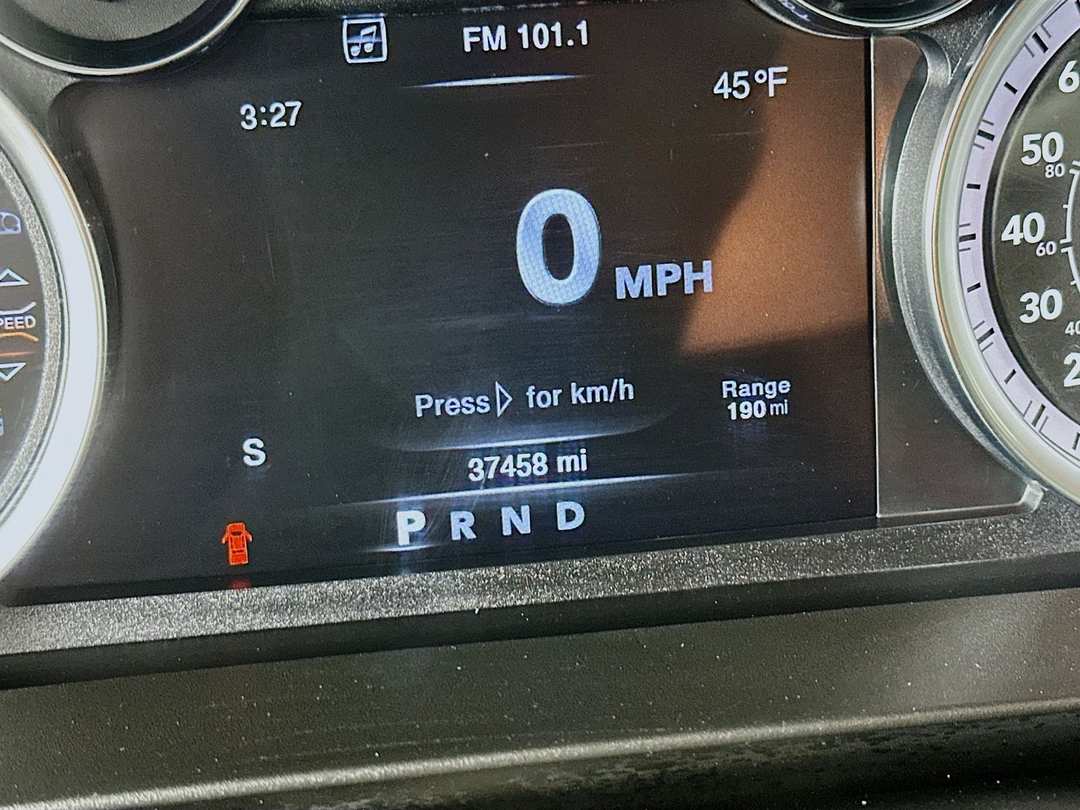 FM 101.1
3:27
45°F
0 MPH
Press for km/h
Range
190 mi
S
37458 mi
P R N D
50
80
40
60
30